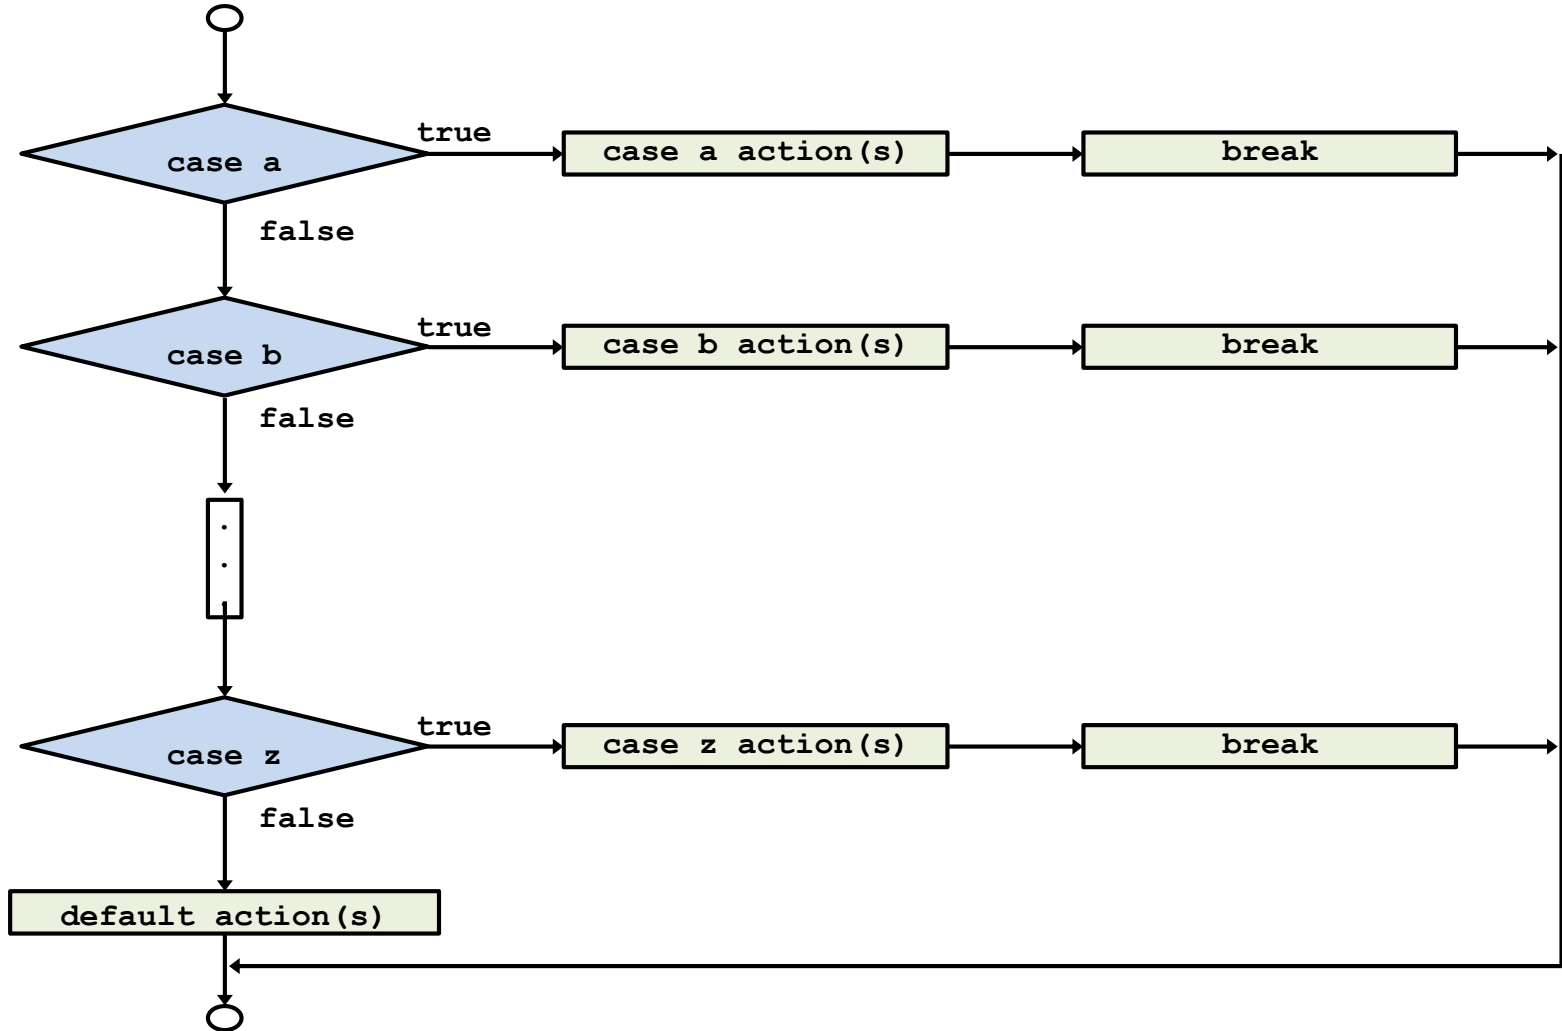 true
case a
case a action(s)
break
false
true
case b
case b action(s)
break
false
.
.
.
true
case z
case z action(s)
break
false
default action(s)